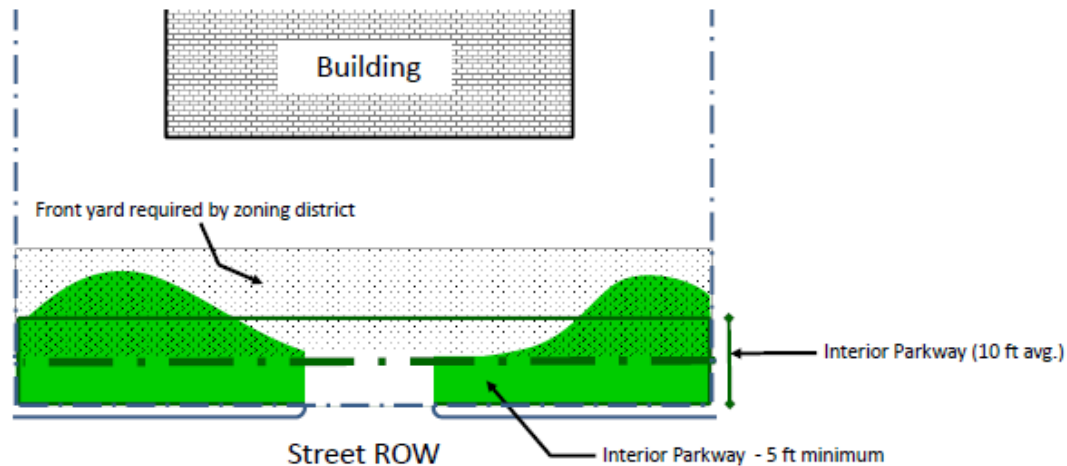 Building
Front yard required by zoning district
Interior Parkway (10 ft avg.)
Street ROW
Interior Parkway - 5 ft minimum